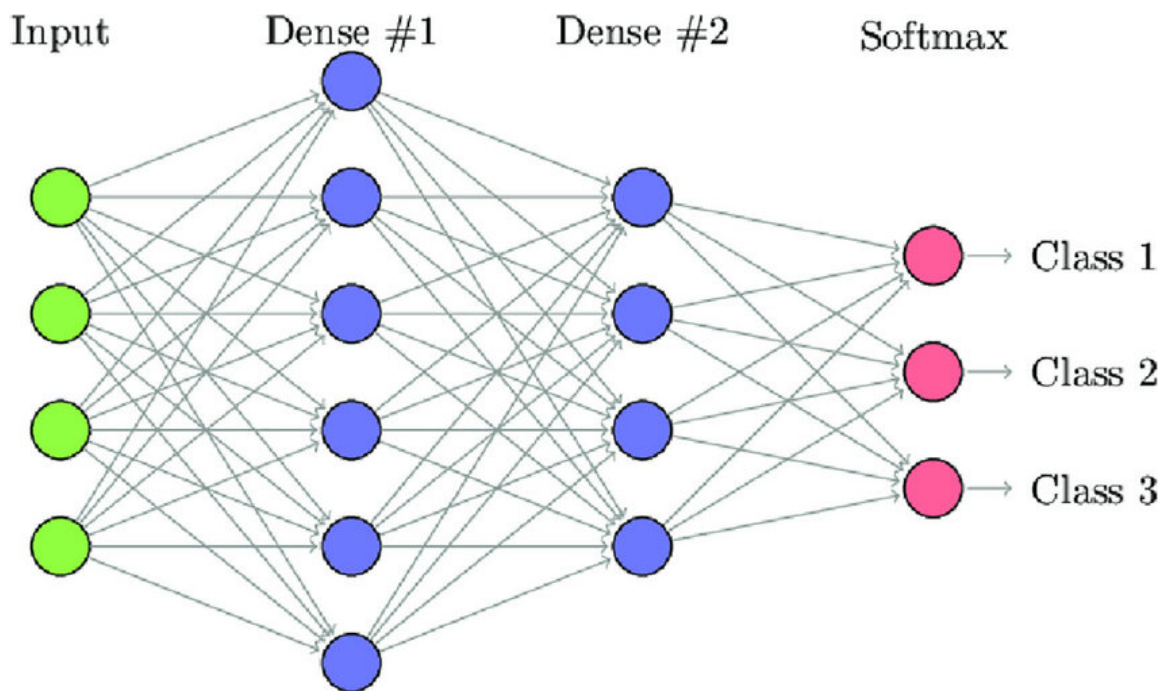 Input
Dense #1
Dense #2
Softmax
Class 1
Class 2
Class 3